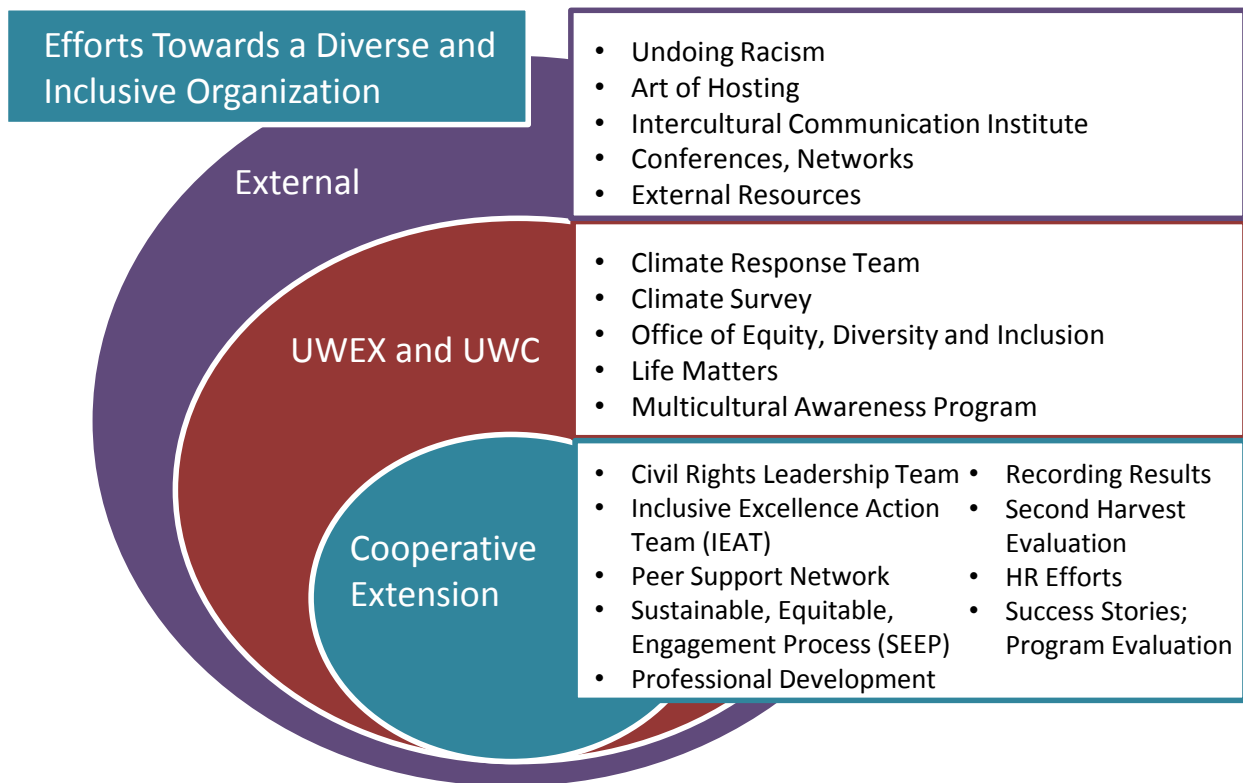 Efforts Towards a Diverse and
Inclusive Organization
External
• Undoing Racism
• Art of Hosting
• Intercultural Communication Institute
• Conferences, Networks
• External Resources
UWEX and UWC
• Climate Response Team
• Climate Survey
• Office of Equity, Diversity and Inclusion
• Life Matters
• Multicultural Awareness Program
Cooperative
Extension
• Civil Rights Leadership Team
• Inclusive Excellence Action
Team (IEAT)
• Peer Support Network
• Sustainable, Equitable,
Engagement Process (SEEP)
• Professional Development
• Recording Results
• Second Harvest
Evaluation
• HR Efforts
• Success Stories;
Program Evaluation